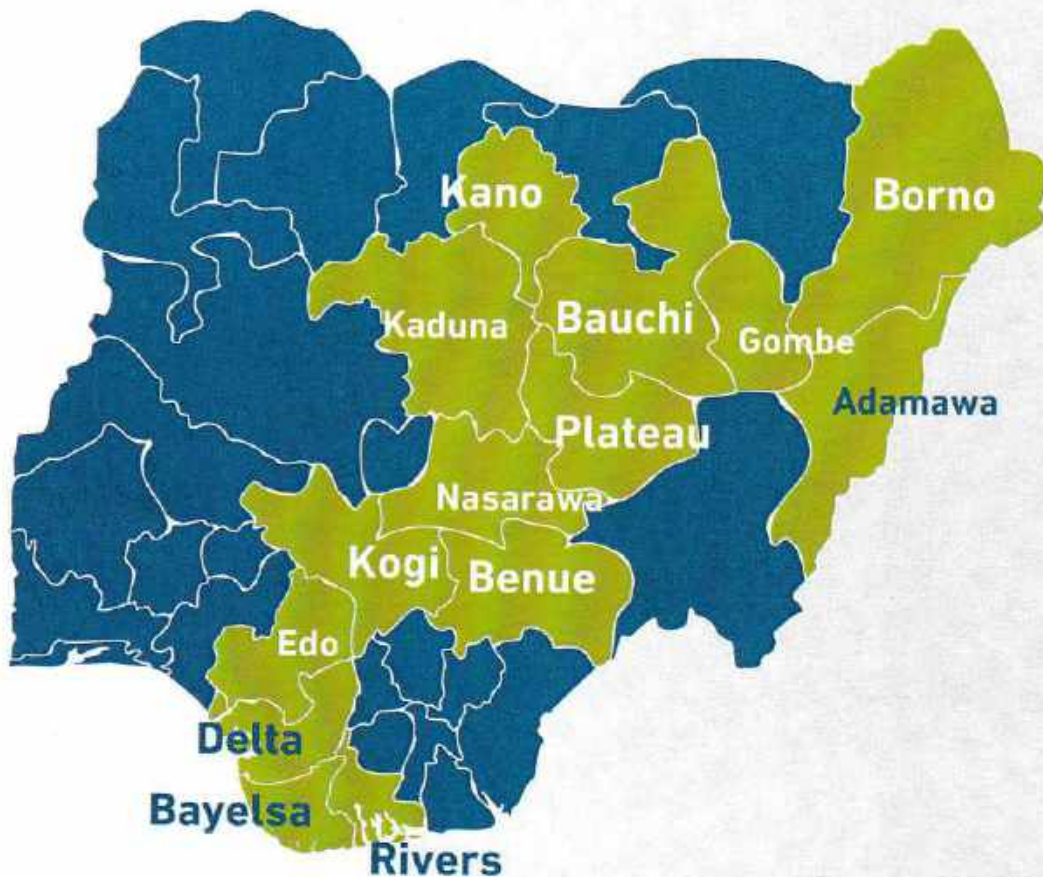 Kano
Borno
Kaduna
Bauchi
Gombe
Adamawa
Plateau
Nasarawa
Kogi
Benue
Edo
Delta
Bayelsa
Rivers